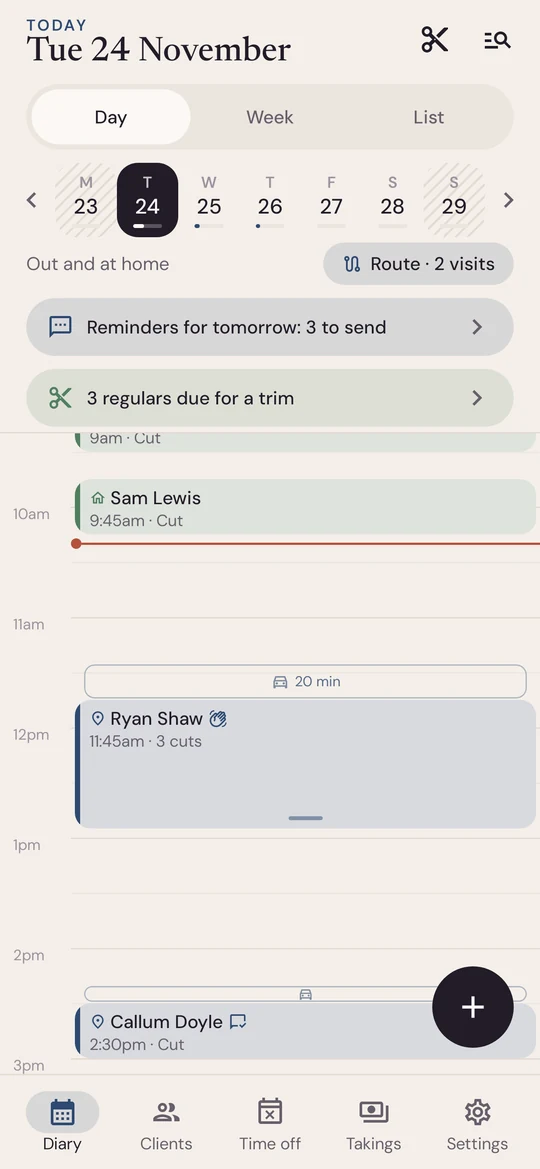 TODAY
Tue 24 November
Day
Week
List
M
T
W
T
F
S
S
23
24
25
26
27
28
29
Out and at home
Route · 2 visits
Reminders for tomorrow: 3 to send
3 regulars due for a trim
9am · Cut
Sam Lewis
10am
9:45am · Cut
11am
20 min
Ryan Shaw
12pm
11:45am · 3 cuts
1pm
2pm
Callum Doyle
2:30pm · Cut
3pm
Diary
Clients
Time off
Takings
Settings